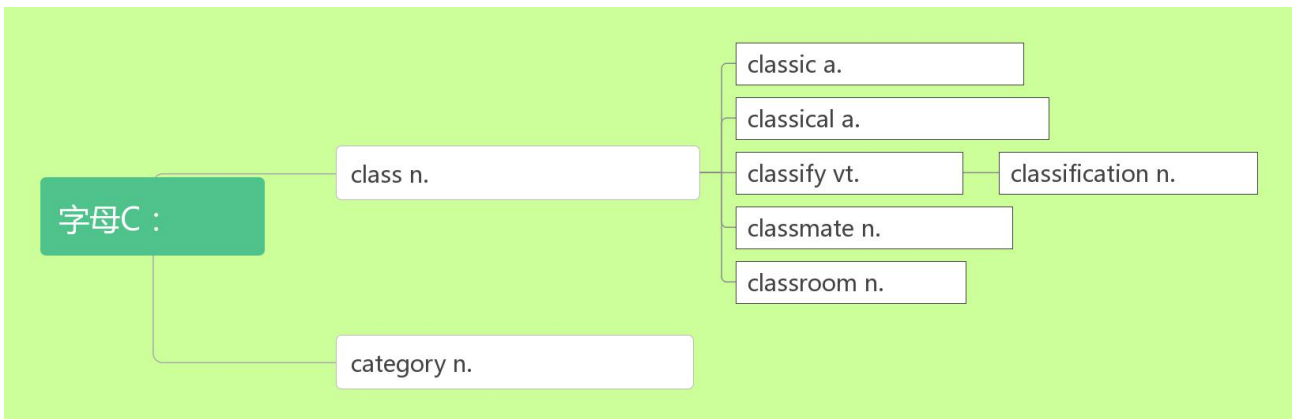 classic a.
classical a.
class n.
classify vt.
classification n.
字母C：
classmate n.
classroom n.
category n.